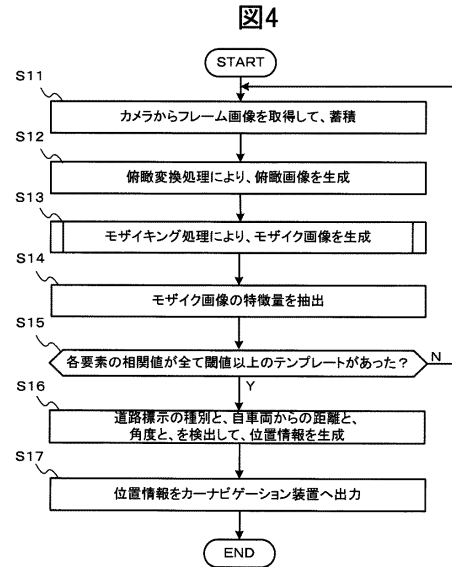 図4
START
S11
カメラからフレーム画像を取得して、蓄積
S12
俯瞰変換処理により、俯瞰画像を生成
S13
モザイキング処理により、モザイク画像を生成
S14
モザイク画像の特徴量を抽出
S15
各要素の相関値が全て閾値以上のテンプレートがあった？
N
Y
S16
道路標示の種別と、自車両からの距離と、
角度と、を検出して、位置情報を生成
S17
位置情報をカーナビゲーション装置へ出力
END